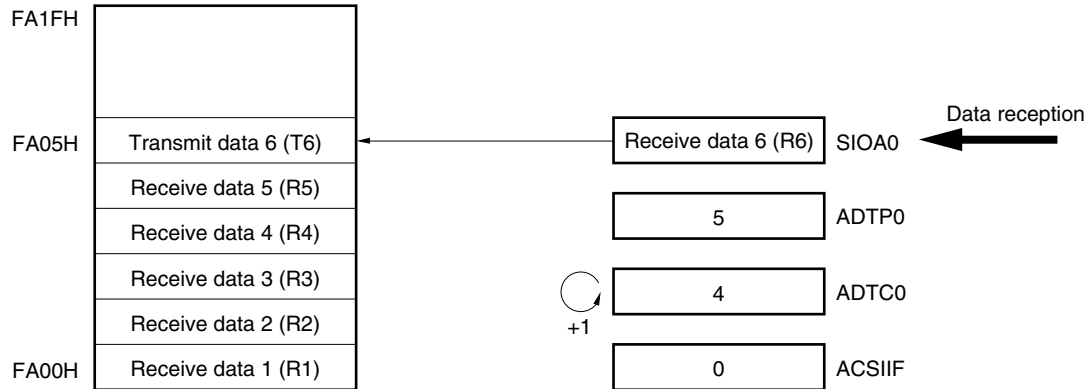 FA1FH
Data reception
FA05H
Transmit data 6 (T6)
Receive data 6 (R6)
SIOA0
Receive data 5 (R5)
5
ADTP0
Receive data 4 (R4)
Receive data 3 (R3)
4
ADTC0
+1
Receive data 2 (R2)
FA00H
Receive data 1 (R1)
0
ACSIIF